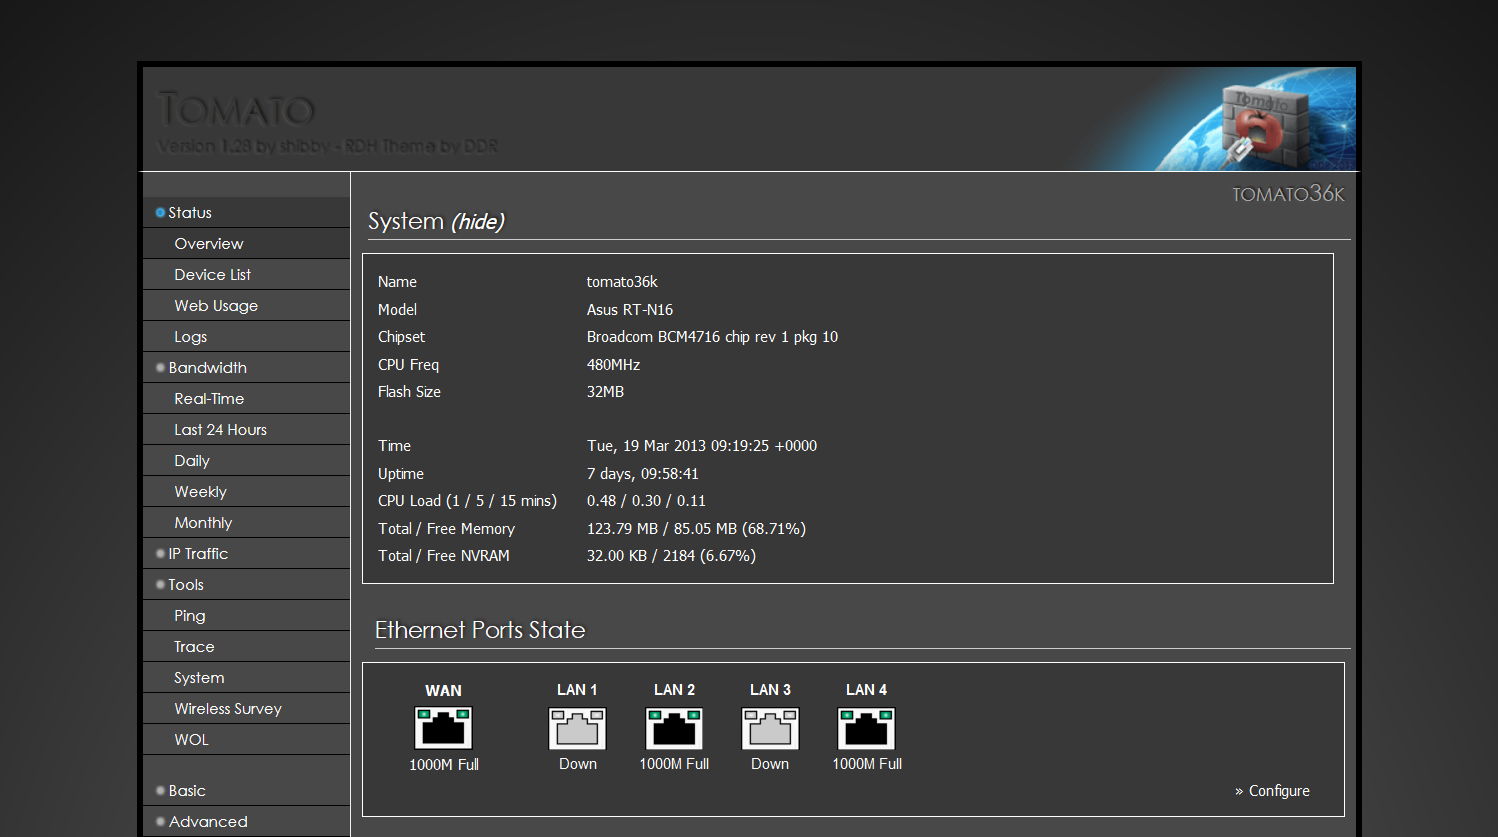 TOMATO
Version 1.28 by shibby - RDH Theme by DDR
Tomato
TOMATO36K
Status
Overview
Device List
Web Usage
Logs
Bandwidth
Real-Time
Last 24 Hours
Daily
Weekly
Monthly
IP Traffic
Tools
Ping
Trace
System
Wireless Survey
WOL
Basic
Advanced
System (hide)
Name tomato36k
Model Asus RT-N16
Chipset Broadcom BCM4716 chip rev 1 pkg 10
CPU Freq 480MHz
Flash Size 32MB
Time Tue, 19 Mar 2013 09:19:25 +0000
Uptime 7 days, 09:58:41
CPU Load (1 / 5 / 15 mins) 0.48 / 0.30 / 0.11
Total / Free Memory 123.79 MB / 85.05 MB (68.71%)
Total / Free NVRAM 32.00 KB / 2184 (6.67%)
Ethernet Ports State
WAN LAN 1 LAN 2 LAN 3 LAN 4
1000M Full Down 1000M Full Down 1000M Full
» Configure